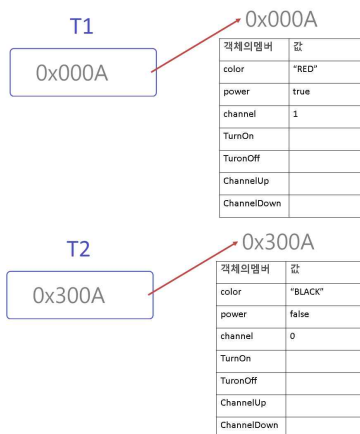 T1
0x000A
0x000A
객체의멤버 값
color "RED"
power true
channel 1
TurnOn
TuronOff
ChannelUp
ChannelDown
T2
0x300A
0x300A
객체의멤버 값
color "BLACK"
power false
channel 0
TurnOn
TuronOff
ChannelUp
ChannelDown